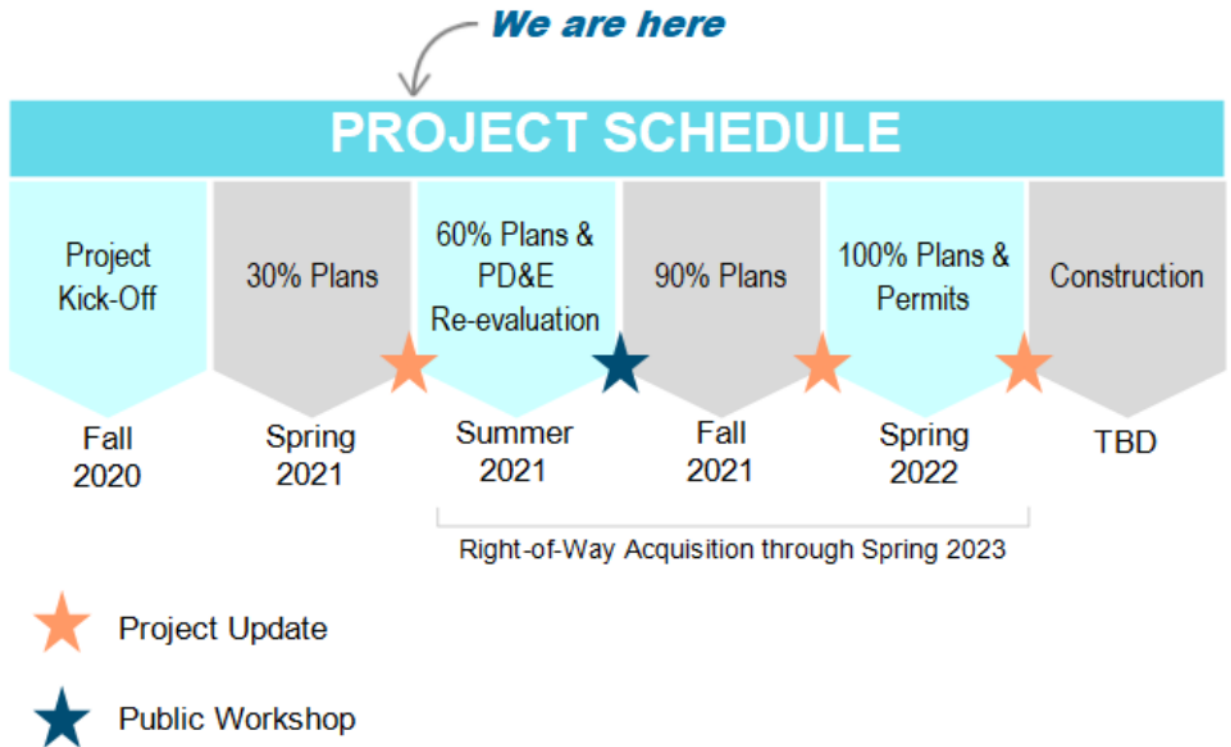 We are here
PROJECT SCHEDULE
Project
Kick-Off
30% Plans
60% Plans &
PD&E
Re-evaluation
90% Plans
100% Plans &
Permits
Construction
Fall
2020
Spring
2021
Summer
2021
Fall
2021
Spring
2022
TBD
Right-of-Way Acquisition through Spring 2023
Project Update
Public Workshop